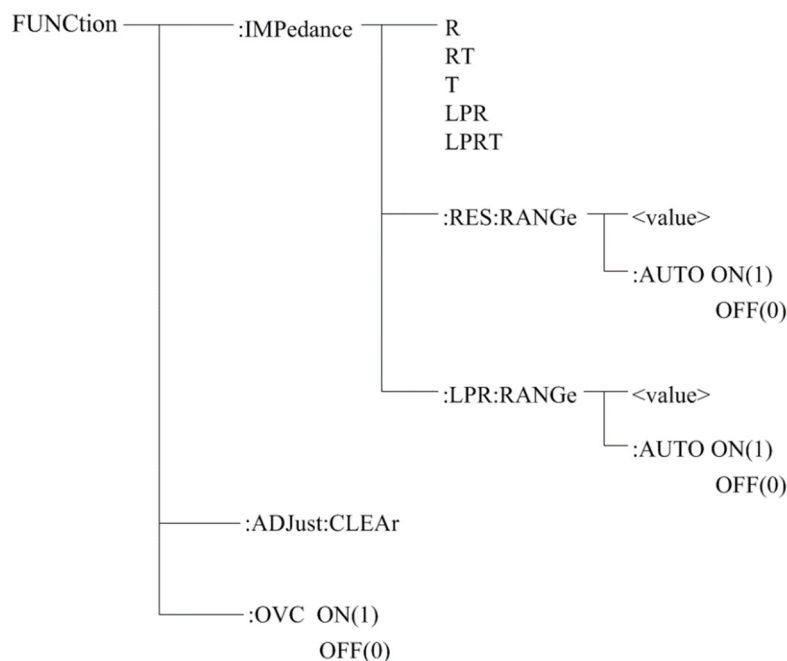 FUNCtion :IMPedance R
RT
T
LPR
LPRT
:RES:RANGe <value>
:AUTO ON(1)
OFF(0)
:LPR:RANGe <value>
:AUTO ON(1)
OFF(0)
:ADJust:CLEAr
:OVC ON(1)
OFF(0)